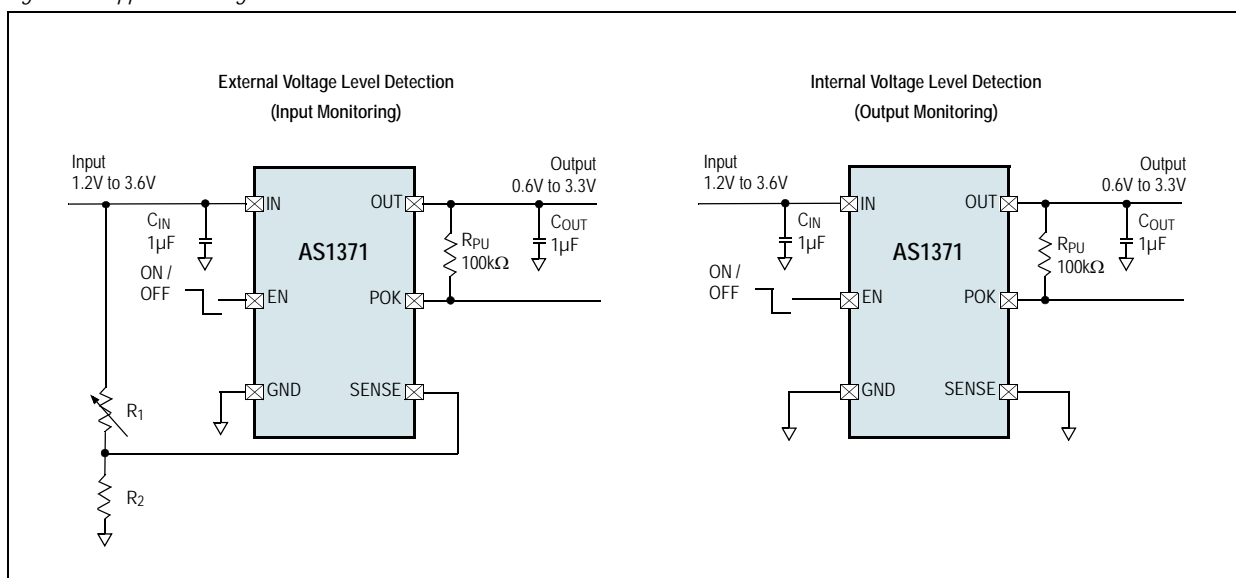 External Voltage Level Detection
(Input Monitoring)
Input
1.2V to 3.6V
Output
0.6V to 3.3V
IN
OUT
CIN
1µF
COUT
1µF
RPU
100kΩ
AS1371
ON /
OFF
EN
POK
GND
SENSE
R1
R2
Internal Voltage Level Detection
(Output Monitoring)
Input
1.2V to 3.6V
Output
0.6V to 3.3V
IN
OUT
CIN
1µF
COUT
1µF
RPU
100kΩ
AS1371
ON /
OFF
EN
POK
GND
SENSE